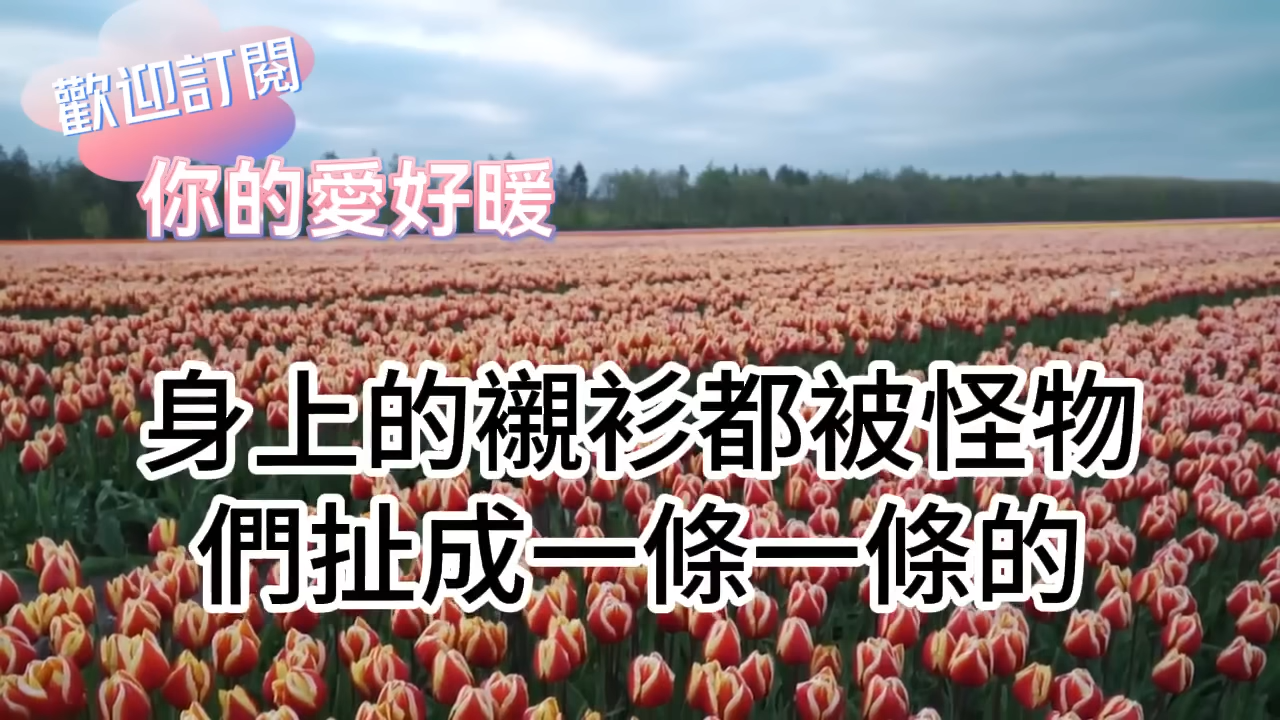 歡迎訂閱
你的愛好暖
身上的襯衫都被怪物
們扯成一條一條的